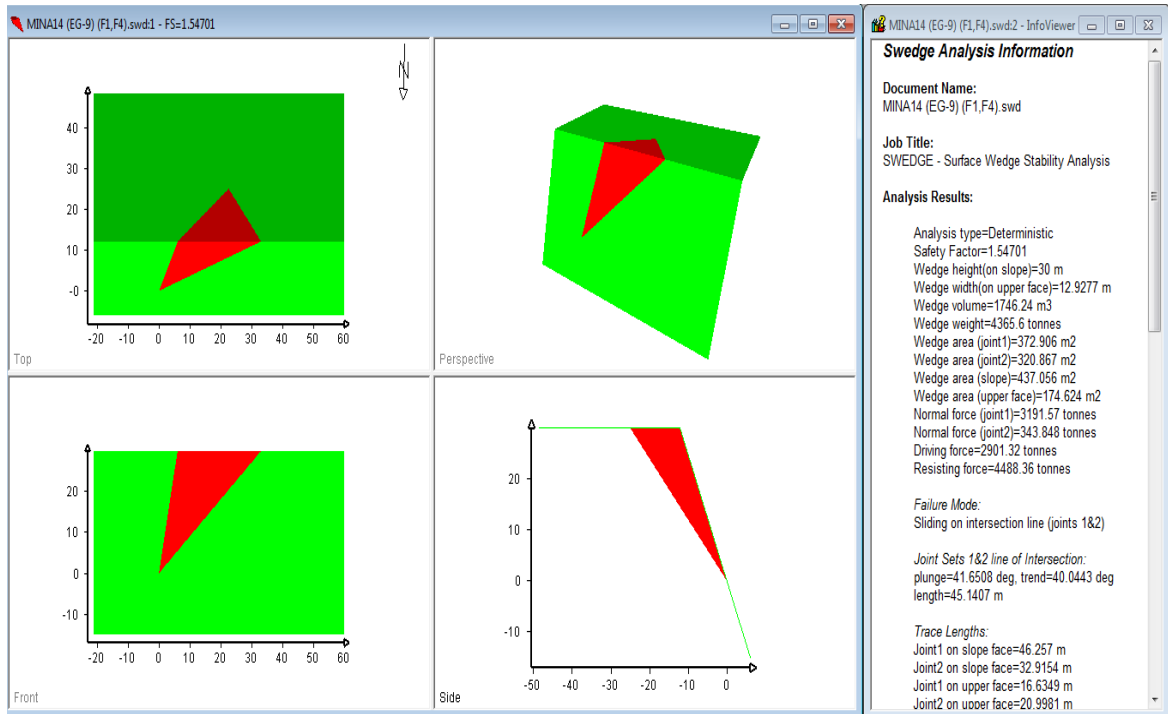 MINA14 (EG-9) (F1,F4).swd:1 - FS=1.54701
N
40
30
20
10
-0
-20 -10 0 10 20 30 40 50 60
Top
Perspective
20
10
0
-10
-20 -10 0 10 20 30 40 50 60
Front
20
10
0
-10
-50 -40 -30 -20 -10 0
Side
MINA14 (EG-9) (F1,F4).swd:2 - InfoViewer
Swedge Analysis Information
Document Name:
MINA14 (EG-9) (F1,F4).swd
Job Title:
SWEDGE - Surface Wedge Stability Analysis
Analysis Results:
Analysis type=Deterministic
Safety Factor=1.54701
Wedge height(on slope)=30 m
Wedge width(on upper face)=12.9277 m
Wedge volume=1746.24 m3
Wedge weight=4365.6 tonnes
Wedge area (joint1)=372.906 m2
Wedge area (joint2)=320.867 m2
Wedge area (slope)=437.056 m2
Wedge area (upper face)=174.624 m2
Normal force (joint1)=3191.57 tonnes
Normal force (joint2)=343.848 tonnes
Driving force=2901.32 tonnes
Resisting force=4488.36 tonnes
Failure Mode:
Sliding on intersection line (joints 1&2)
Joint Sets 1&2 line of Intersection:
plunge=41.6508 deg, trend=40.0443 deg
length=45.1407 m
Trace Lengths:
Joint1 on slope face=46.257 m
Joint2 on slope face=32.9154 m
Joint1 on upper face=16.6349 m
Joint2 on upper face=20.9981 m